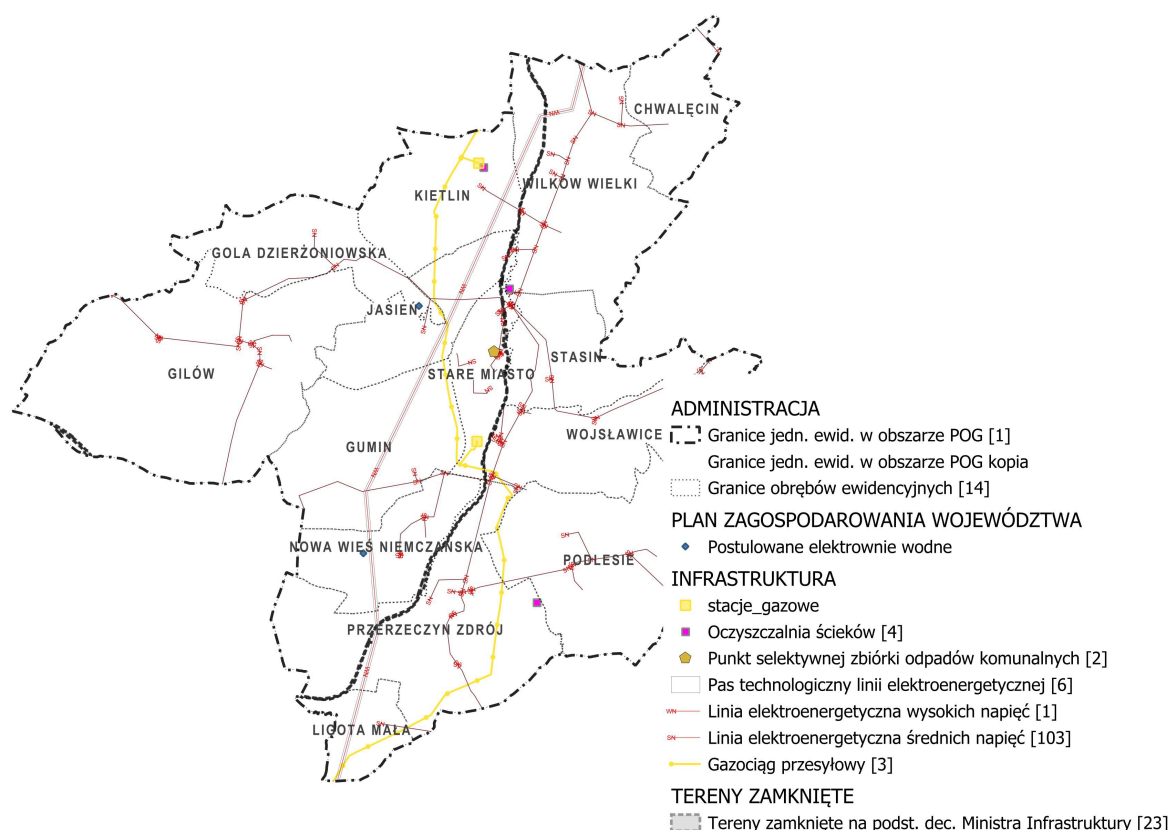 CHWALĘCIN
WILKÓW WIELKI
KIETLIN
GOLA DZIERŻONIOWSKA
JASIEŃ
STASIN
STARE MIASTO
GILÓW
WOJSŁAWICE
GUMIN
NOWA WIEŚ NIEMCZAŃSKA
PODLESIE
PRZERZECZYN ZDRÓJ
LIGOTA MAŁA
ADMINISTRACJA
Granice jedn. ewid. w obszarze POG [1]
Granice jedn. ewid. w obszarze POG kopia
Granice obrębów ewidencyjnych [14]
PLAN ZAGOSPODAROWANIA WOJEWÓDZTWA
Postulowane elektrownie wodne
INFRASTRUKTURA
stacje_gazowe
Oczyszczalnia ścieków [4]
Punkt selektywnej zbiórki odpadów komunalnych [2]
Pas technologiczny linii elektroenergetycznej [6]
WN Linia elektroenergetyczna wysokich napięć [1]
SN Linia elektroenergetyczna średnich napięć [103]
Gazociąg przesyłowy [3]
TERENY ZAMKNIĘTE
Tereny zamknięte na podst. dec. Ministra Infrastruktury [23]